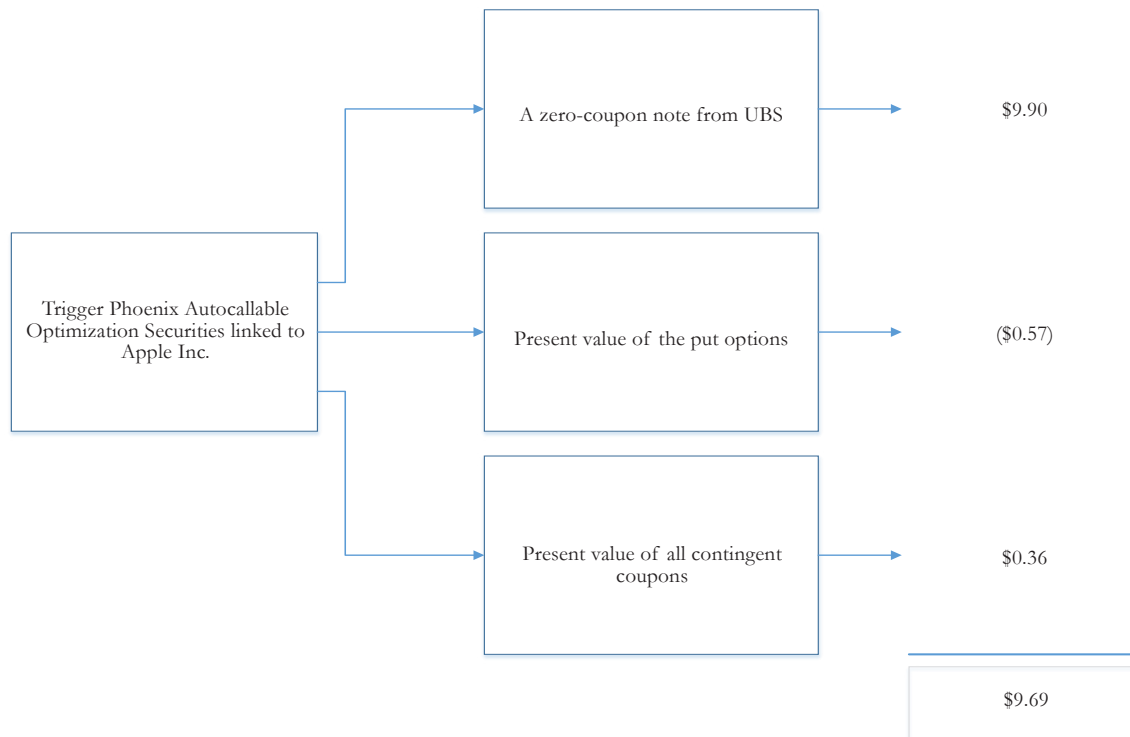 A zero-coupon note from UBS
$9.90
Trigger Phoenix Autocallable
Optimization Securities linked to
Apple Inc.
Present value of the put options
($0.57)
Present value of all contingent
coupons
$0.36
$9.69